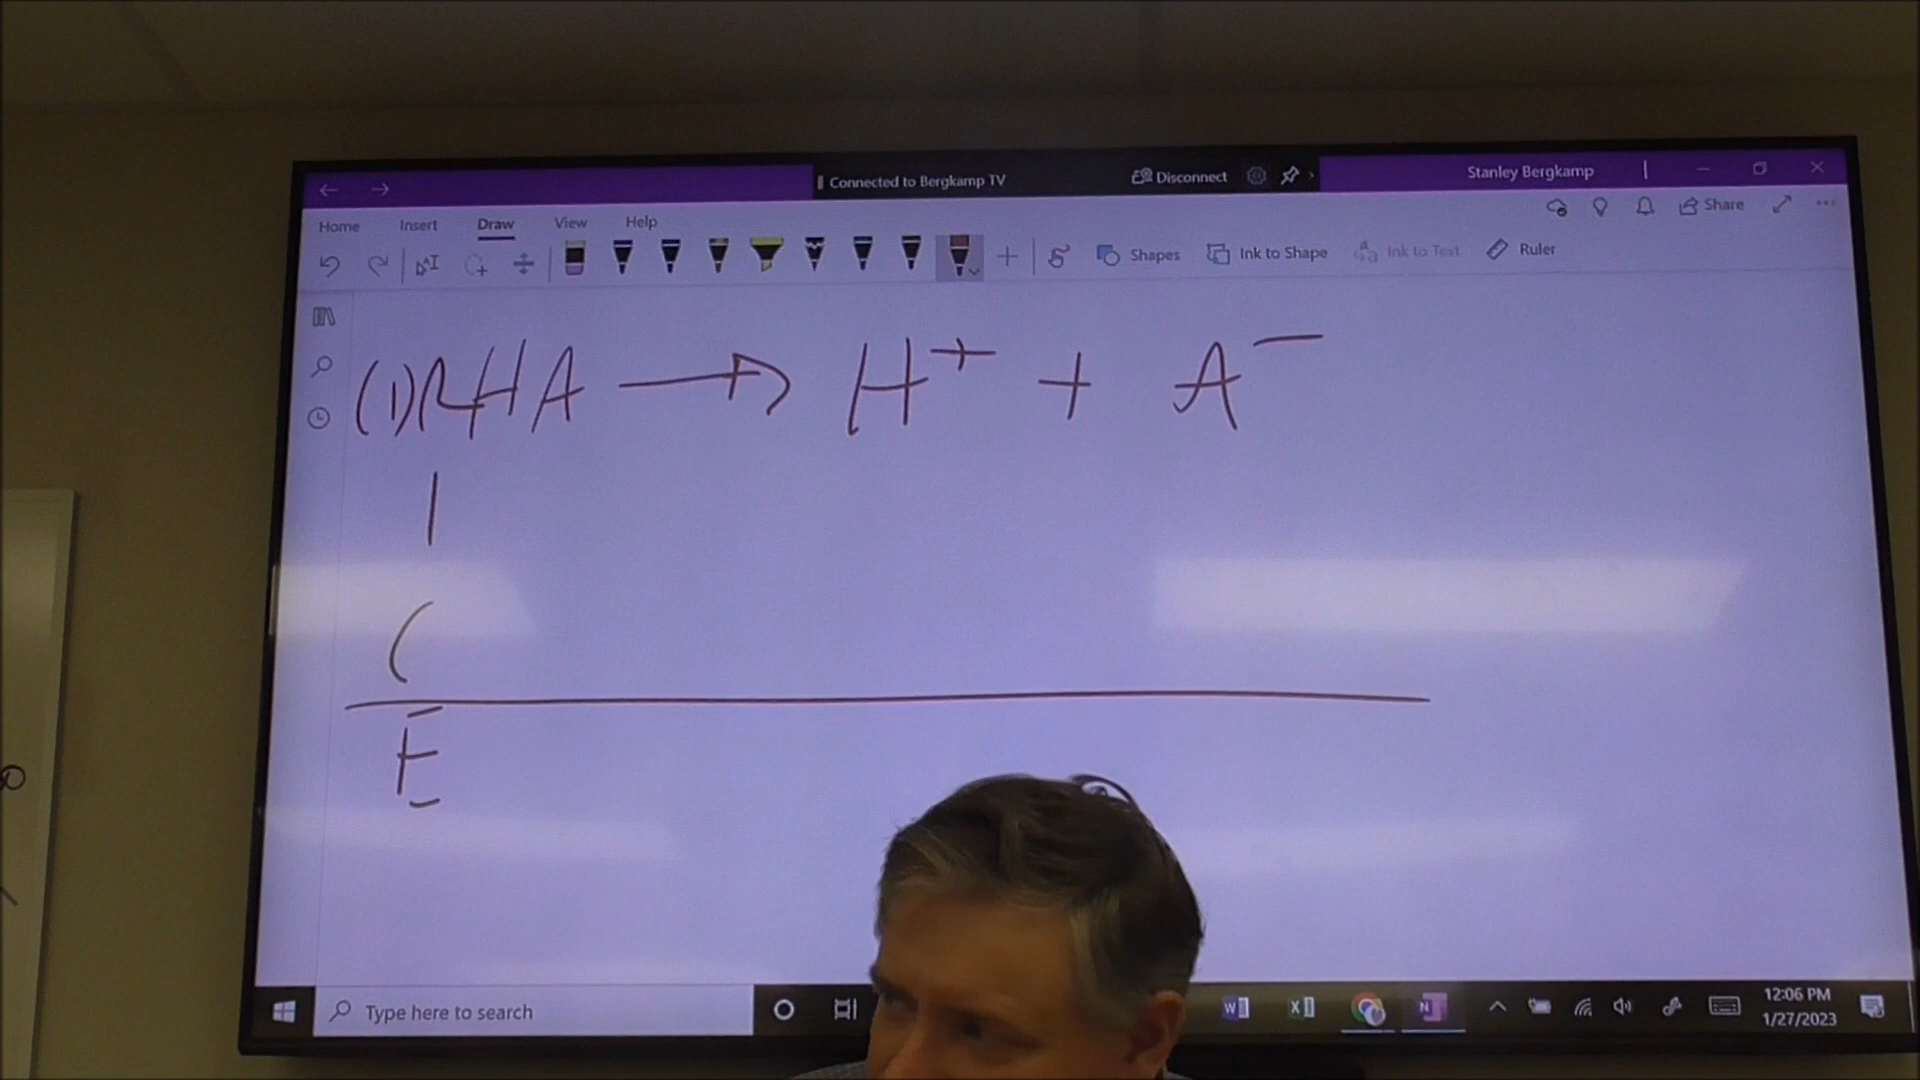 Connected to Bergkamp TV Disconnect Stanley Bergkamp
Home Insert Draw View Help Share
Shapes Ink to Shape Ink to Text Ruler
(1) RHA → H⁺ + A⁻
I
C
E
Type here to search
12:06 PM
1/27/2023